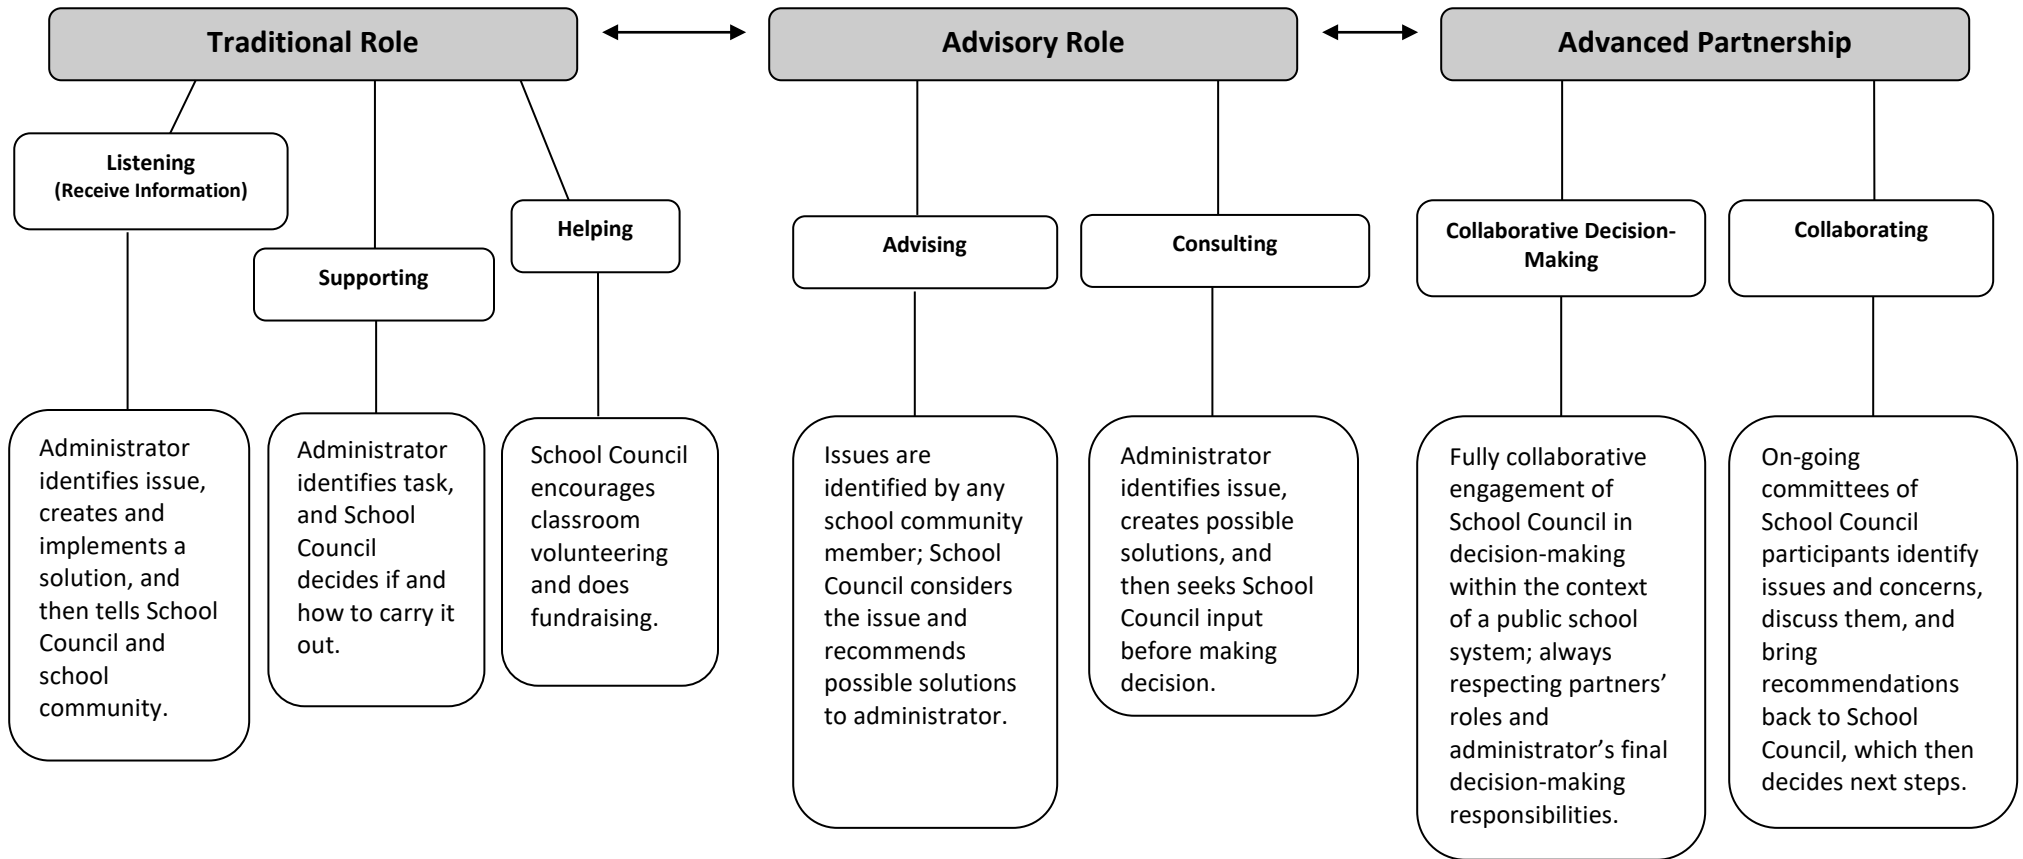 Traditional Role
Advisory Role
Advanced Partnership
Listening
(Receive Information)
Supporting
Helping
Advising
Consulting
Collaborative Decision-
Making
Collaborating
Administrator
identifies issue,
creates and
implements a
solution, and
then tells School
Council and
school
community.
Administrator
identifies task,
and School
Council
decides if and
how to carry it
out.
School Council
encourages
classroom
volunteering
and does
fundraising.
Issues are
identified by any
school community
member; School
Council considers
the issue and
recommends
possible solutions
to administrator.
Administrator
identifies issue,
creates possible
solutions, and
then seeks School
Council input
before making
decision.
Fully collaborative
engagement of
School Council in
decision-making
within the context
of a public school
system; always
respecting partners’
roles and
administrator’s final
decision-making
responsibilities.
On-going
committees of
School Council
participants identify
issues and concerns,
discuss them, and
bring
recommendations
back to School
Council, which then
decides next steps.